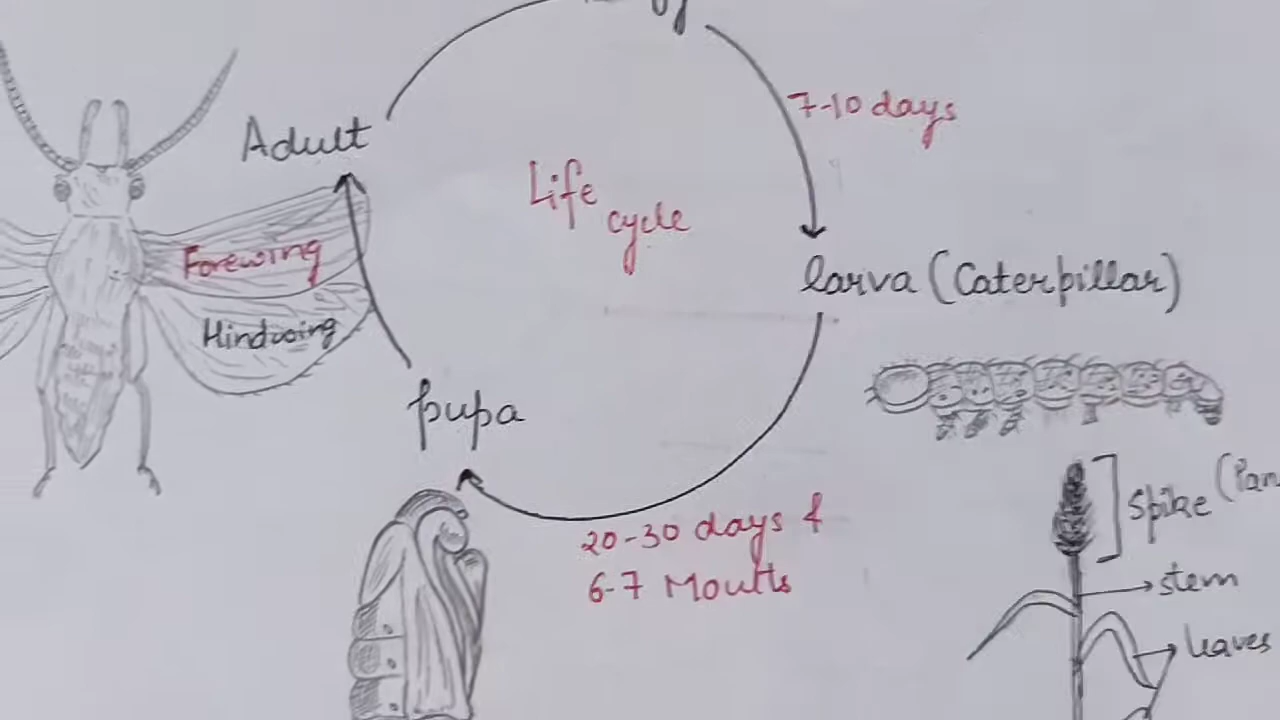 7-10 days
Adult
Life
cycle
Forewing
larva (Caterpillar)
Hindwing
pupa
Spike
20-30 days &
6-7 Moults
stem
leaves